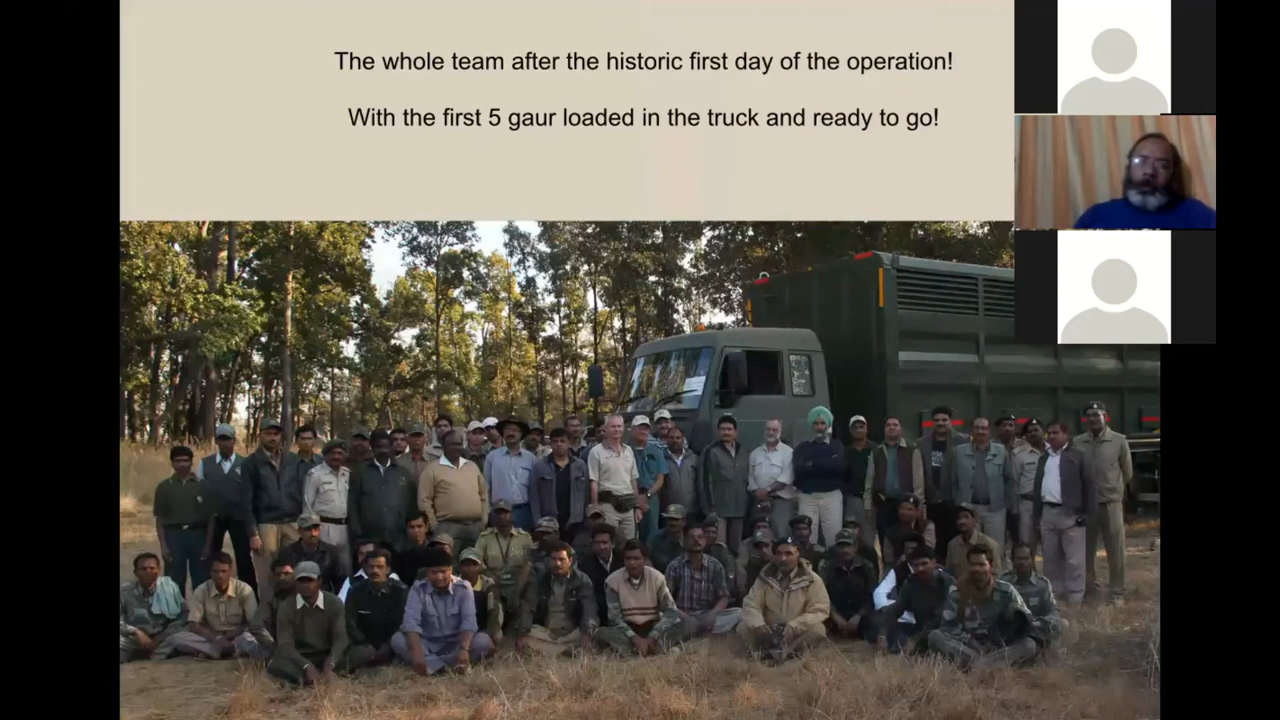 The whole team after the historic first day of the operation!
With the first 5 gaur loaded in the truck and ready to go!